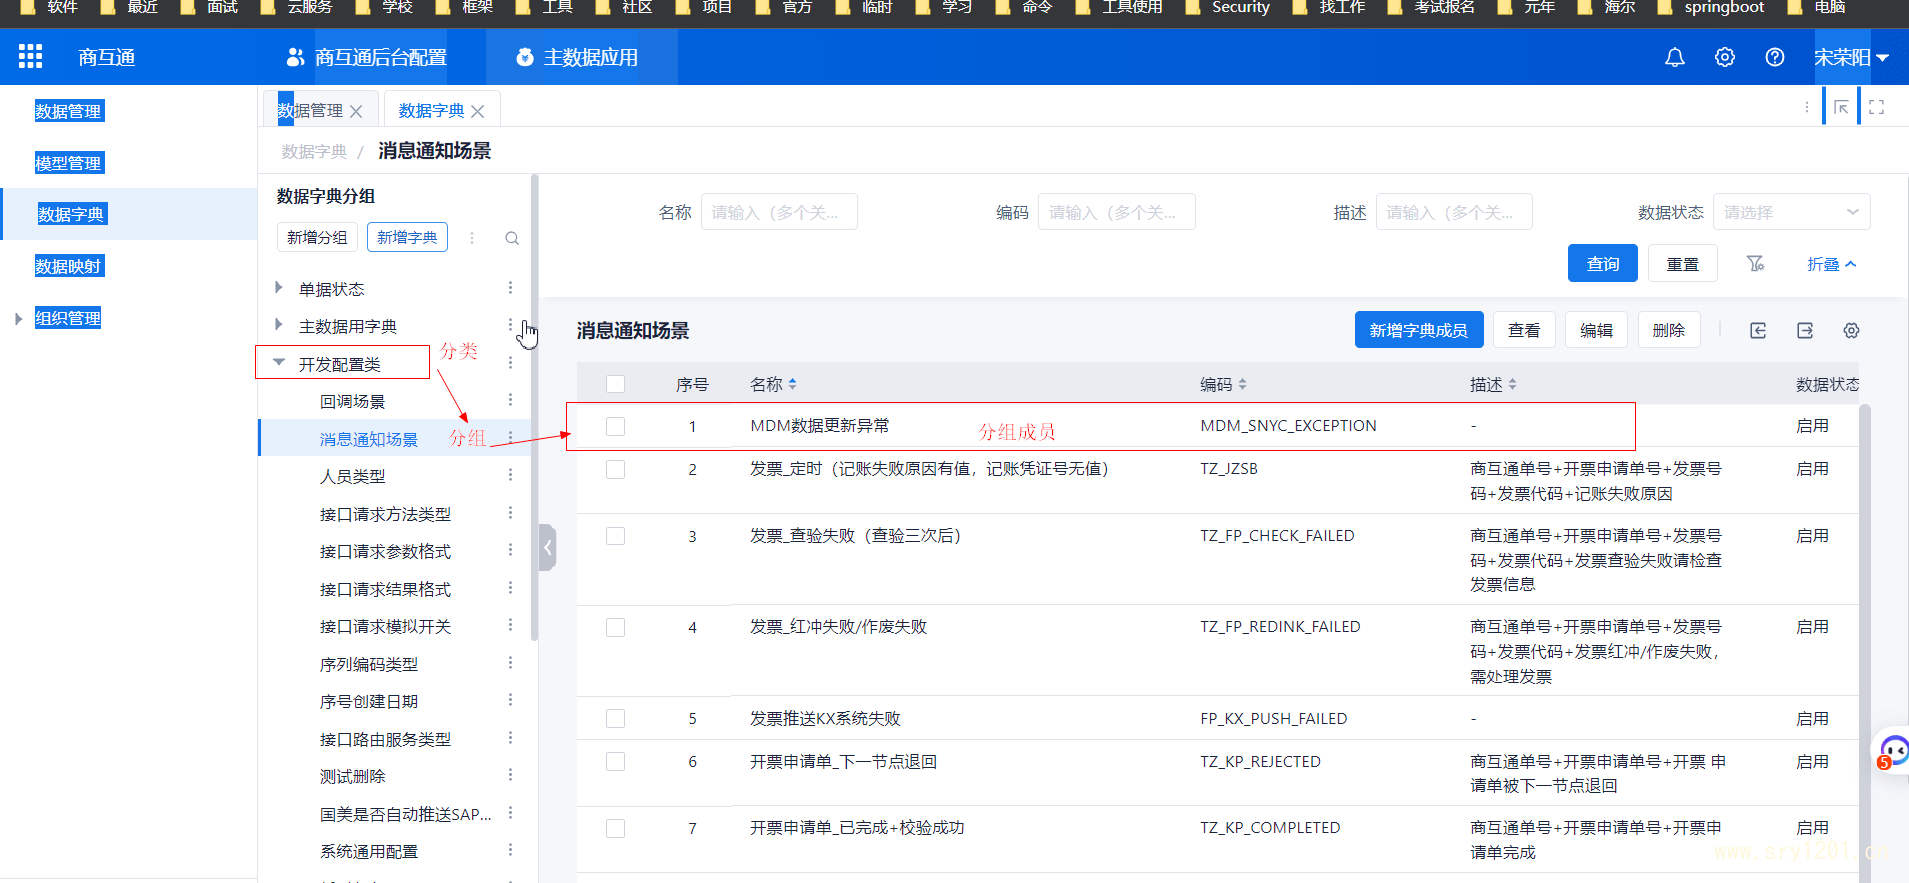 软件 最近 面试 云服务 学校 框架 工具 社区 项目 官方 临时 学习 命令 工具使用 Security 找工作 考试报名 元年 海尔 springboot 电脑
商互通 商互通后台配置 主数据应用 宋荣阳
数据管理
模型管理
数据字典
数据映射
组织管理
数据管理 数据字典
数据字典 / 消息通知场景
数据字典分组
新增分组 新增字典
单据状态
主数据用字典
开发配置类
分类
回调场景
消息通知场景
分组
人员类型
接口请求方法类型
接口请求参数格式
接口请求结果格式
接口请求模拟开关
序列编码类型
序号创建日期
接口路由服务类型
测试删除
国美是否自动推送SAP...
系统通用配置
名称 请输入（多个关... 编码 请输入（多个关... 描述 请输入（多个关... 数据状态 请选择
查询 重置 折叠
消息通知场景 新增字典成员 查看 编辑 删除
序号 名称 编码 描述 数据状态
1 MDM数据更新异常 MDM_SNYC_EXCEPTION - 启用
分组成员
2 发票_定时（记账失败原因有值，记账凭证号无值） TZ_JZSB 商互通单号+开票申请单号+发票号 启用
码+发票代码+记账失败原因
3 发票_查验失败（查验三次后） TZ_FP_CHECK_FAILED 商互通单号+开票申请单号+发票号 启用
码+发票代码+发票查验失败请检查
发票信息
4 发票_红冲失败/作废失败 TZ_FP_REDINK_FAILED 商互通单号+开票申请单号+发票号 启用
码+发票代码+发票红冲/作废失败，
需处理发票
5 发票推送KX系统失败 FP_KX_PUSH_FAILED - 启用
6 开票申请单_下一节点退回 TZ_KP_REJECTED 商互通单号+开票申请单号+开票 申 启用
请单被下一节点退回
7 开票申请单_已完成+校验成功 TZ_KP_COMPLETED 商互通单号+开票申请单号+开票申 启用
请单完成
5
www.sry1201.cn